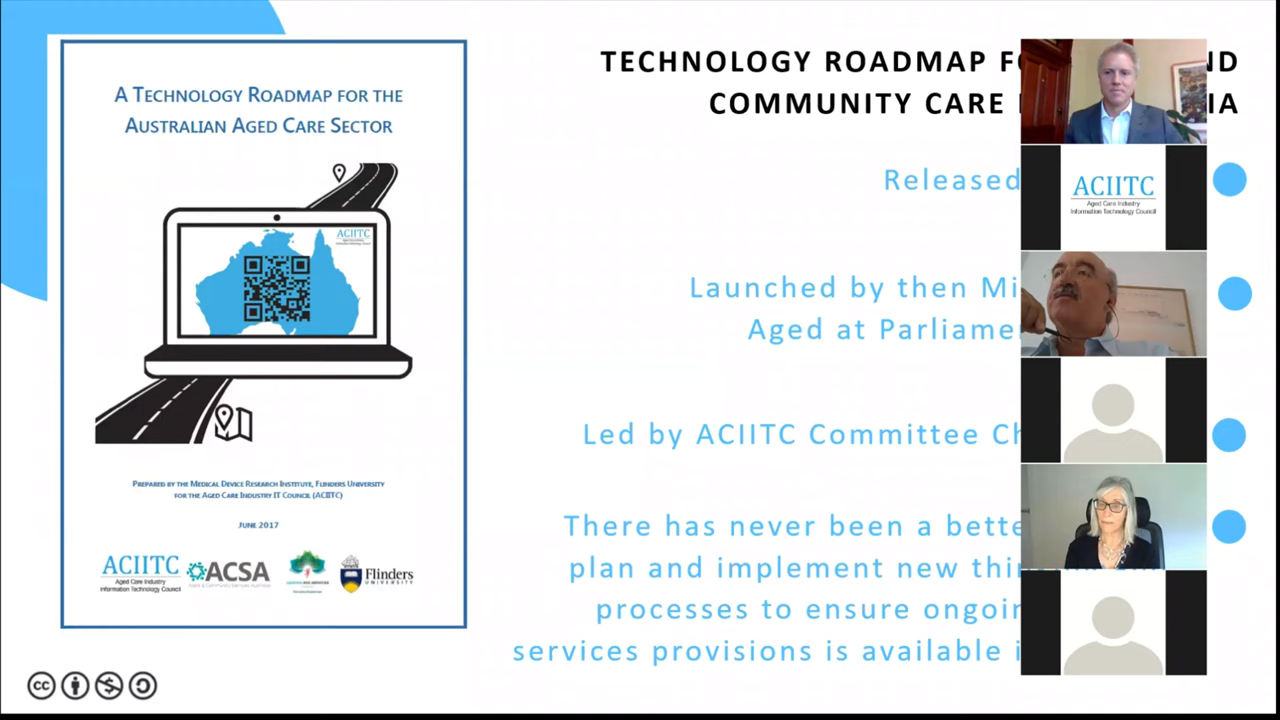 A TECHNOLOGY ROADMAP FOR THE
AUSTRALIAN AGED CARE SECTOR
ACIITC
PREPARED BY THE MEDICAL DEVICE RESEARCH INSTITUTE, FLINDERS UNIVERSITY
FOR THE AGED CARE INDUSTRY IT COUNCIL (ACIITC)
JUNE 2017
ACIITC
Aged Care Industry
Information Technology Council
ACSA
Flinders
UNIVERSITY
cc
TECHNOLOGY ROADMAP FO ND
COMMUNITY CARE IA
Released
Launched by then Mi
Aged at Parliame
Led by ACIITC Committee Ch
There has never been a bette
plan and implement new thin
processes to ensure ongoin
services provisions is available i
ACIITC
Aged Care Industry
Information Technology Council